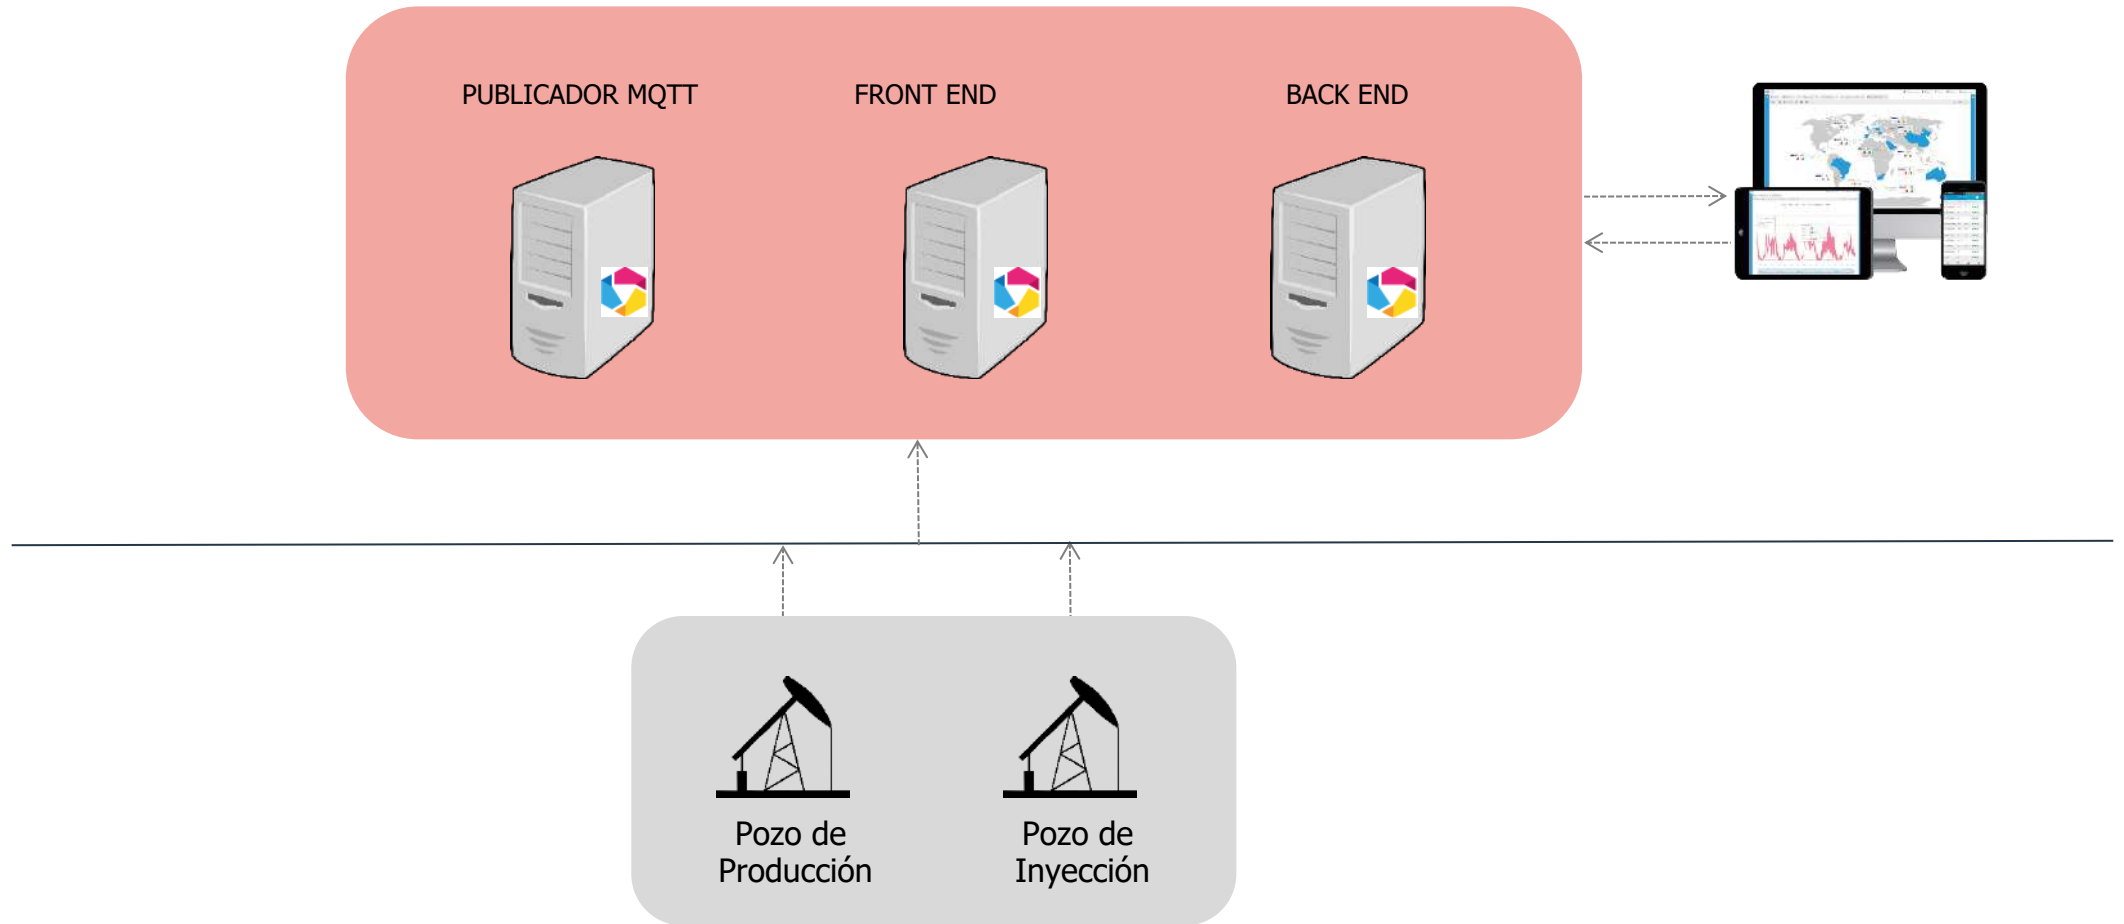 PUBLICADOR MQTT
FRONT END
BACK END
Pozo de
Producción
Pozo de
Inyección